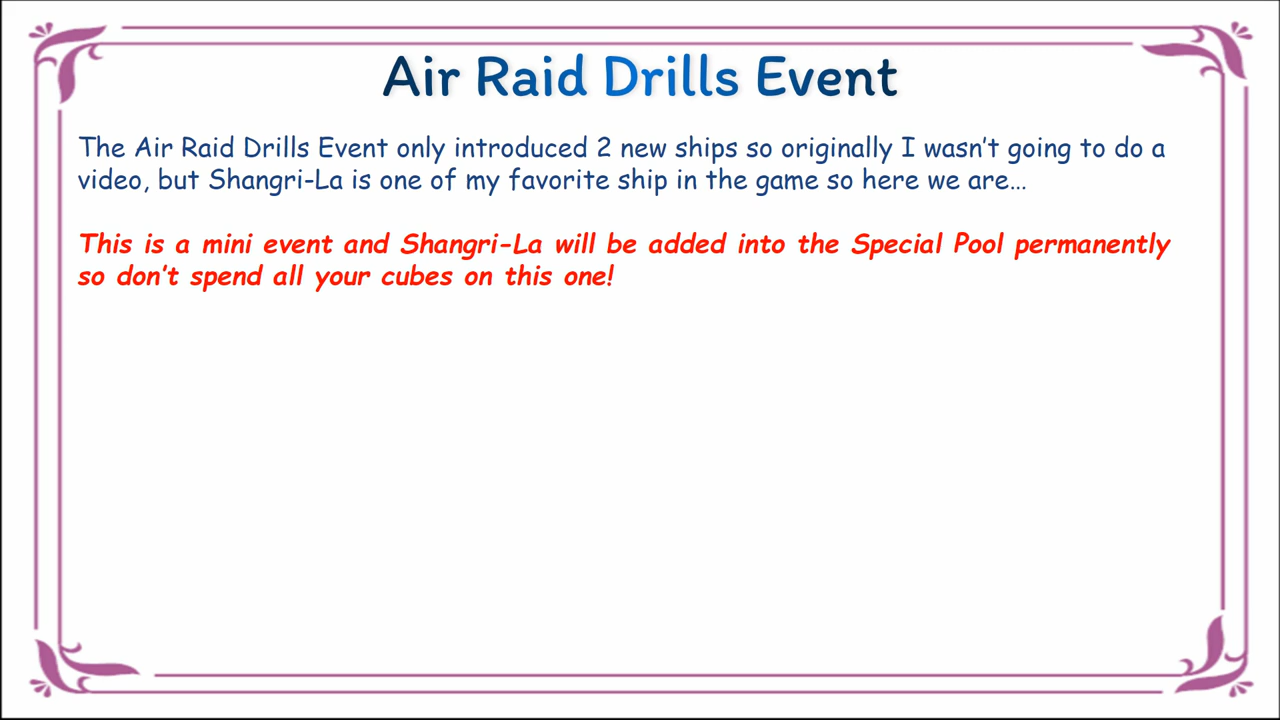 Air Raid Drills Event
The Air Raid Drills Event only introduced 2 new ships so originally I wasn't going to do a
video, but Shangri-La is one of my favorite ship in the game so here we are…
This is a mini event and Shangri-La will be added into the Special Pool permanently
so don't spend all your cubes on this one!